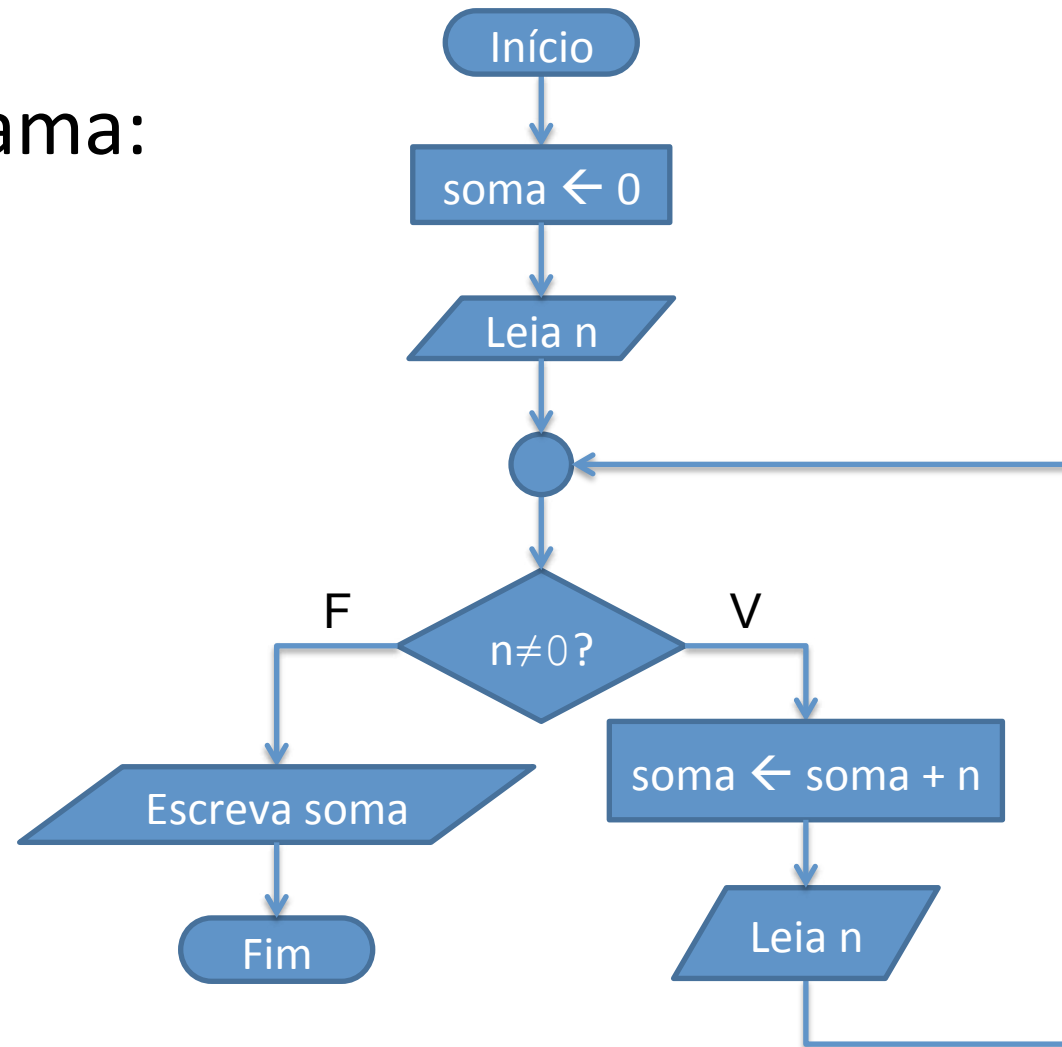 Início
ama:
soma ← 0
Leia n
F
V
n≠0?
soma ← soma + n
Escreva soma
Leia n
Fim